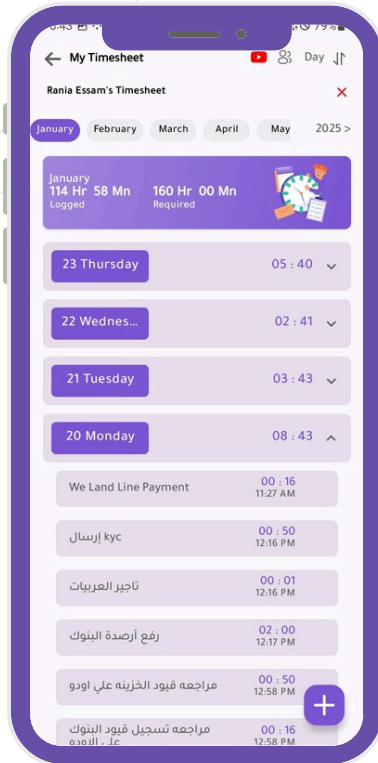 My Timesheet
Day
Rania Essam's Timesheet
January February March April May 2025 >
January
114 Hr 58 Mn 160 Hr 00 Mn
Logged Required
23 Thursday 05 : 40
22 Wednes... 02 : 41
21 Tuesday 03 : 43
20 Monday 08 : 43
We Land Line Payment 00 : 16
11:27 AM
إرسال kyc 00 : 50
12:16 PM
تاجير العربيات 00 : 01
12:16 PM
رفع أرصدة البنوك 02 : 00
12:17 PM
مراجعه قيود الخزينه علي اودو 00 : 50
12:58 PM
مراجعه تسجيل قيود البنوك 00 : 16
علي الاودو 12:58 PM